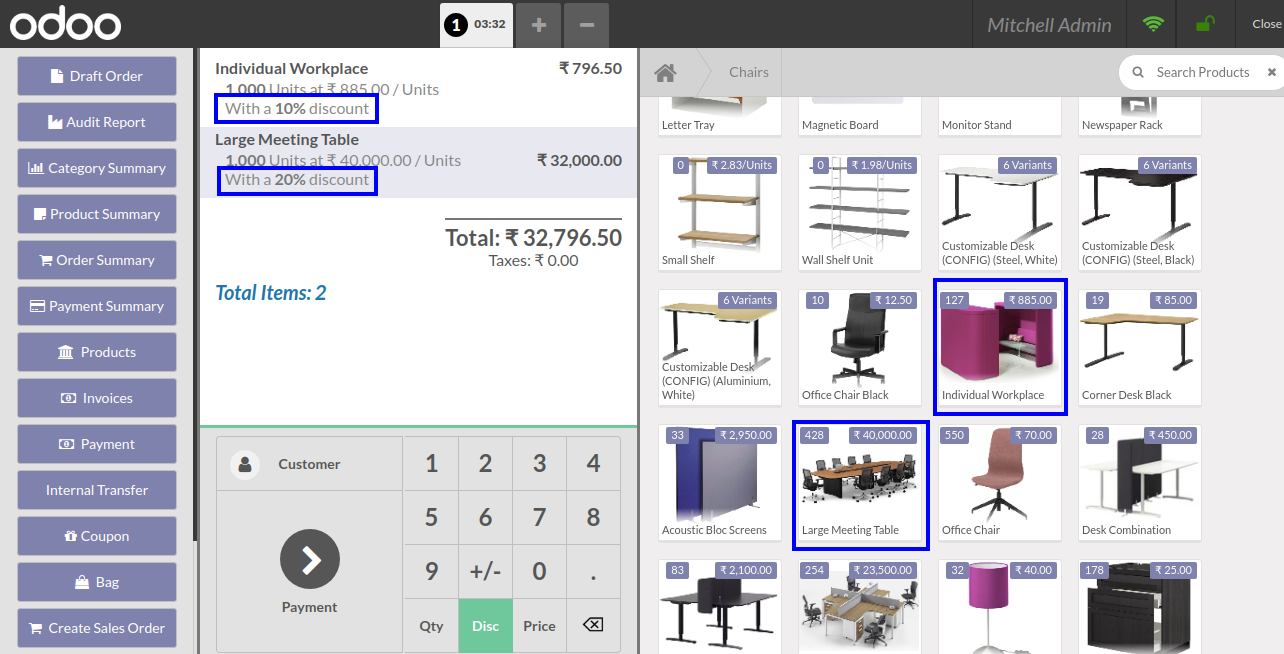 odoo
1 03:32
+
−
Mitchell Admin
Close
Draft Order
Audit Report
Category Summary
Product Summary
Order Summary
Payment Summary
Products
Invoices
Payment
Internal Transfer
Coupon
Bag
Create Sales Order
Individual Workplace ₹ 796.50
1.000 Units at ₹ 885.00 / Units
With a 10% discount
Large Meeting Table
1.000 Units at ₹ 40,000.00 / Units ₹ 32,000.00
With a 20% discount
Total: ₹ 32,796.50
Taxes: ₹ 0.00
Total Items: 2
Customer
Payment
1 2 3 4
5 6 7 8
9 +/- 0 .
Qty Disc Price
Chairs
Search Products
Letter Tray
Magnetic Board
Monitor Stand
Newspaper Rack
0 ₹ 2.83/Units
Small Shelf
0 ₹ 1.98/Units
Wall Shelf Unit
6 Variants
Customizable Desk
(CONFIG) (Steel, White)
6 Variants
Customizable Desk
(CONFIG) (Steel, Black)
6 Variants
Customizable Desk
(CONFIG) (Aluminium,
White)
10 ₹ 12.50
Office Chair Black
127 ₹ 885.00
Individual Workplace
19 ₹ 85.00
Corner Desk Black
33 ₹ 2,950.00
Acoustic Bloc Screens
428 ₹ 40,000.00
Large Meeting Table
550 ₹ 70.00
Office Chair
28 ₹ 450.00
Desk Combination
83 ₹ 2,100.00
254 ₹ 23,500.00
32 ₹ 40.00
178 ₹ 25.00